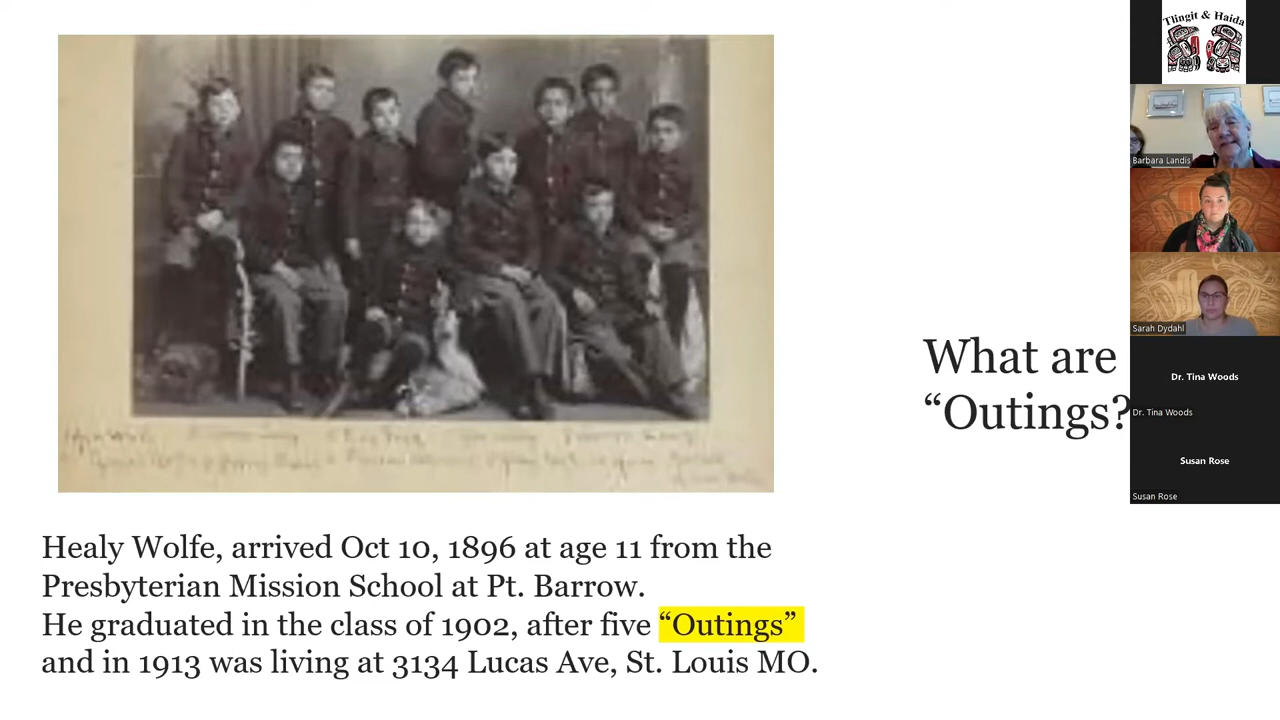 Tlingit & Haida
Barbara Landis
What are
“Outings?
Sarah Dydahl
Dr. Tina Woods
Dr. Tina Woods
Susan Rose
Susan Rose
Healy Wolfe, arrived Oct 10, 1896 at age 11 from the
Presbyterian Mission School at Pt. Barrow.
He graduated in the class of 1902, after five “Outings”
and in 1913 was living at 3134 Lucas Ave, St. Louis MO.